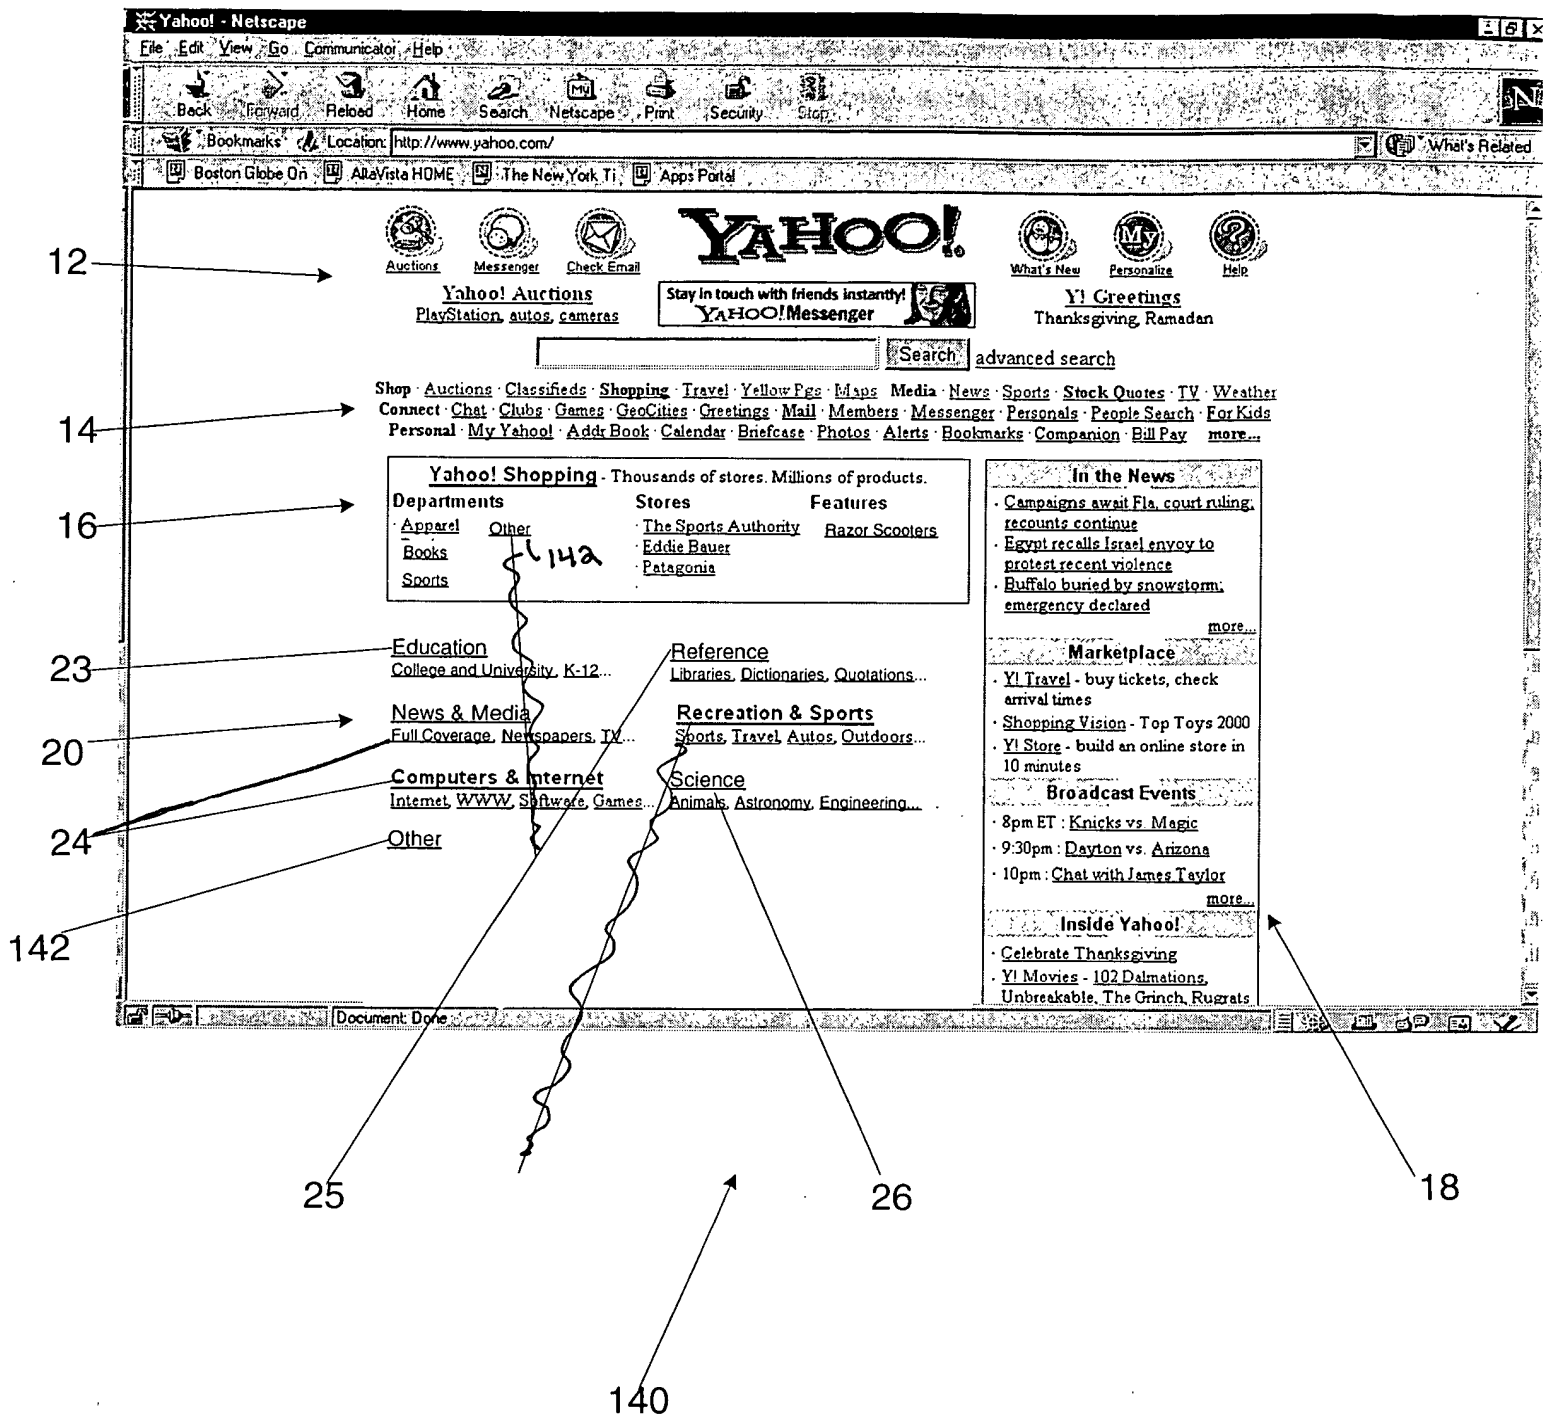 Yahoo! - Netscape
File Edit View Go Communicator Help
Back Forward Reload Home Search Netscape Print Security Stop
Bookmarks Location: http://www.yahoo.com/ What's Related
Boston Globe On AltaVista HOME The New York Ti Apps Portal
YAHOO!
My
12
Auctions Messenger Check Email What's New Personalize Help
Yahoo! Auctions
PlayStation, autos, cameras
Stay in touch with friends instantly!
YAHOO! Messenger
Y! Greetings
Thanksgiving, Ramadan
Search advanced search
Shop · Auctions · Classifieds · Shopping · Travel · Yellow Pgs · Maps Media · News · Sports · Stock Quotes · TV · Weather
14
Connect · Chat · Clubs · Games · GeoCities · Greetings · Mail · Members · Messenger · Personals · People Search · For Kids
Personal · My Yahoo! · Addr Book · Calendar · Briefcase · Photos · Alerts · Bookmarks · Companion · Bill Pay more...
16
Yahoo! Shopping - Thousands of stores. Millions of products.
Departments Stores Features
· Apparel Other · The Sports Authority Razor Scooters
Books 142 · Eddie Bauer
Sports · Patagonia
23
Education
College and University, K-12...
Reference
Libraries, Dictionaries, Quotations...
20
News & Media
Full Coverage, Newspapers, TV...
Recreation & Sports
Sports, Travel, Autos, Outdoors...
24
Computers & Internet
Internet, WWW, Software, Games...
Science
Animals, Astronomy, Engineering...
142
Other
In the News
· Campaigns await Fla. court ruling;
recounts continue
· Egypt recalls Israel envoy to
protest recent violence
· Buffalo buried by snowstorm;
emergency declared
more...
Marketplace
· Y! Travel - buy tickets, check
arrival times
· Shopping Vision - Top Toys 2000
· Y! Store - build an online store in
10 minutes
Broadcast Events
· 8pm ET : Knicks vs. Magic
· 9:30pm : Dayton vs. Arizona
· 10pm : Chat with James Taylor
more...
Inside Yahoo!
· Celebrate Thanksgiving
· Y! Movies - 102 Dalmations,
Unbreakable, The Grinch, Rugrats
Document: Done
25
26
18
140